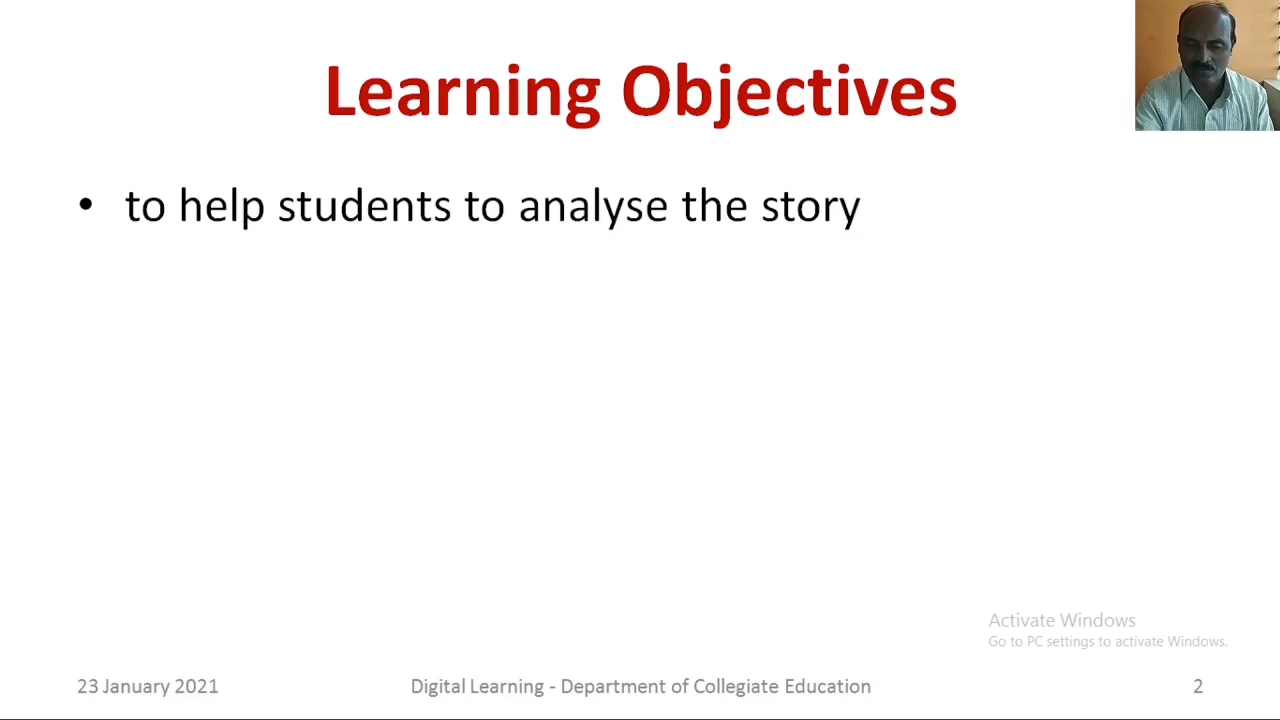 Learning Objectives
• to help students to analyse the story
Activate Windows
Go to PC settings to activate Windows.
23 January 2021
Digital Learning - Department of Collegiate Education
2